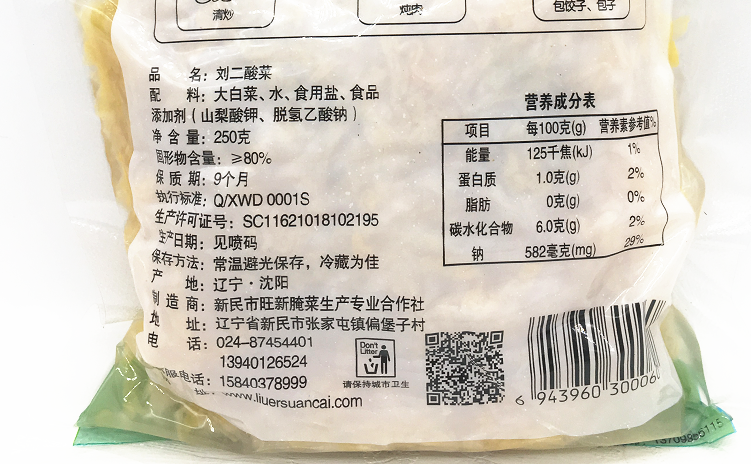 清炒
炖肉
包饺子、包子
品 名：刘二酸菜
配 料：大白菜、水、食用盐、食品
添加剂（山梨酸钾、脱氢乙酸钠）
净 含 量：250克
固形物含量：≥80%
保 质 期：9个月
执行标准：Q/XWD 0001S
生产许可证号：SC11621018102195
生产日期：见喷码
保存方法：常温避光保存，冷藏为佳
产 地：辽宁·沈阳
制 造 商：新民市旺新腌菜生产专业合作社
地 址：辽宁省新民市张家屯镇偏堡子村
电 话：024-87454401
13940126524
电话：15840378999
www.liuersuancai.com
营养成分表
项目 每100克(g) 营养素参考值%
能量 125千焦(kJ) 1%
蛋白质 1.0克(g) 2%
脂肪 0克(g) 0%
碳水化合物 6.0克(g) 2%
钠 582毫克(mg) 29%
Don't Litter
请保持城市卫生
6 943960 30006